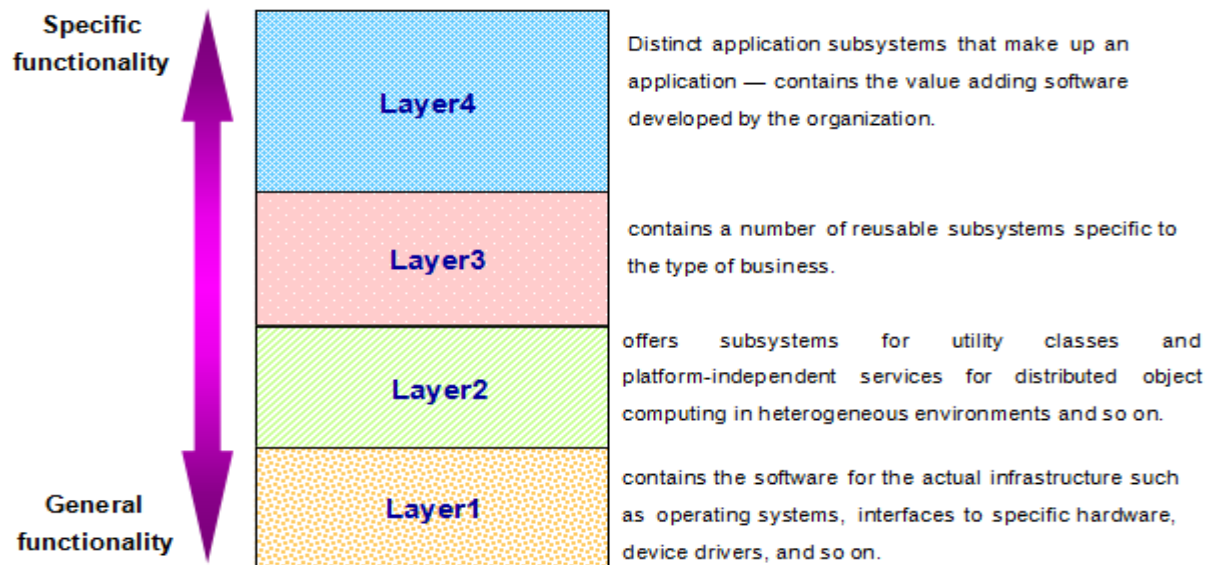 Specific
functionality
Layer4
Distinct application subsystems that make up an
application — contains the value adding software
developed by the organization.
Layer3
contains a number of reusable subsystems specific to
the type of business.
Layer2
offers subsystems for utility classes and
platform-independent services for distributed object
computing in heterogeneous environments and so on.
General
functionality
Layer1
contains the software for the actual infrastructure such
as operating systems, interfaces to specific hardware,
device drivers, and so on.